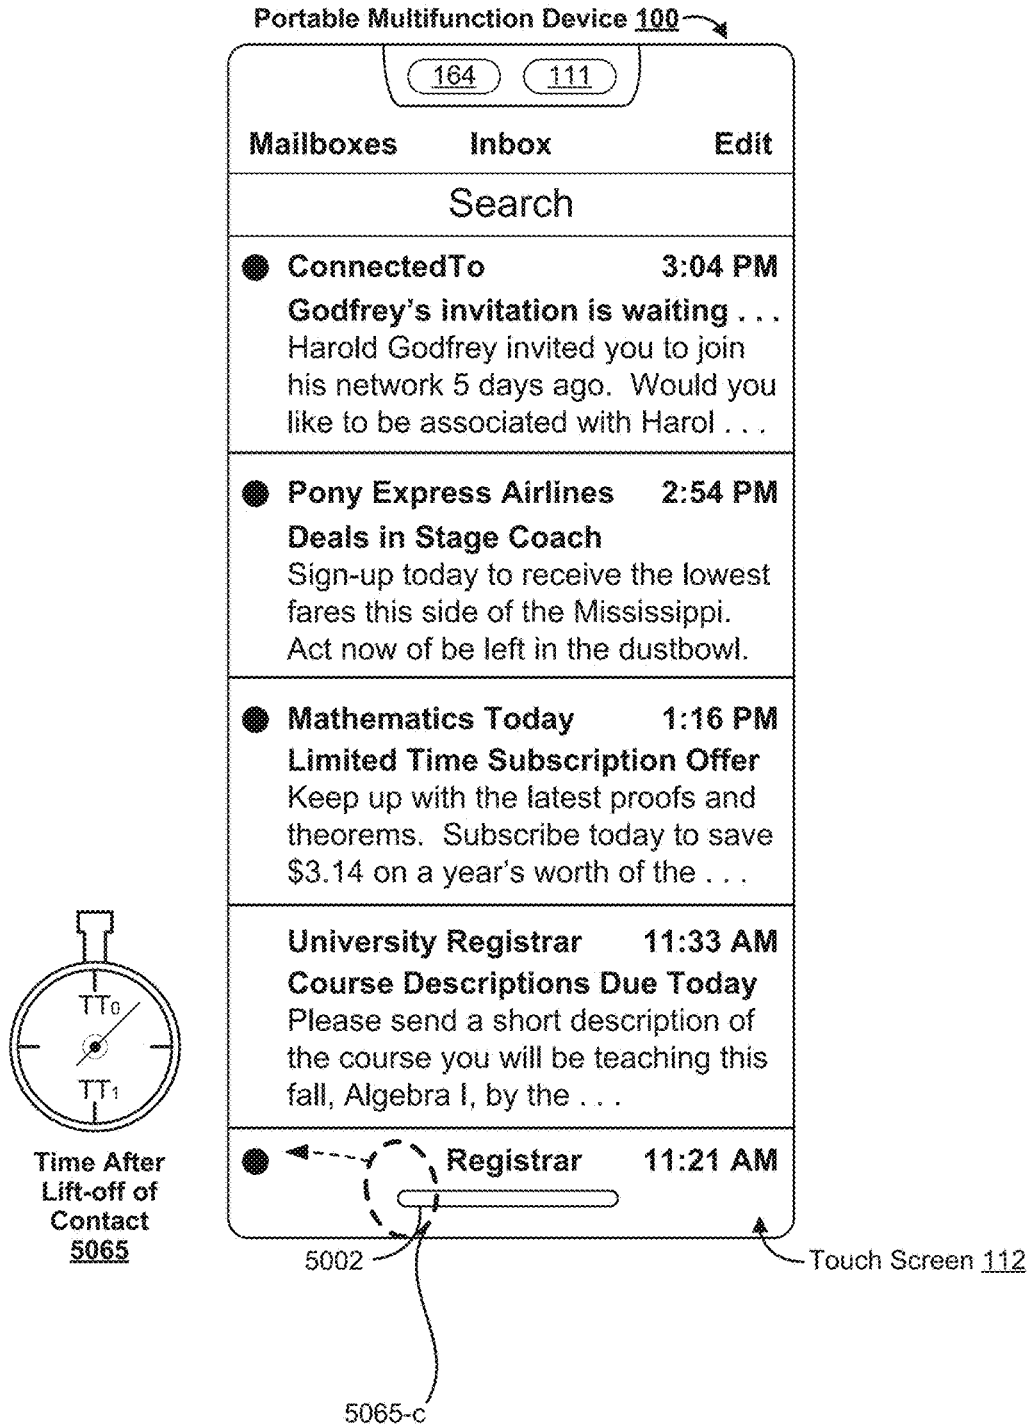 Portable Multifunction Device 100
164 111
Mailboxes Inbox Edit
Search
ConnectedTo 3:04 PM
Godfrey's invitation is waiting . . .
Harold Godfrey invited you to join
his network 5 days ago. Would you
like to be associated with Harol . . .
Pony Express Airlines 2:54 PM
Deals in Stage Coach
Sign-up today to receive the lowest
fares this side of the Mississippi.
Act now of be left in the dustbowl.
Mathematics Today 1:16 PM
Limited Time Subscription Offer
Keep up with the latest proofs and
theorems. Subscribe today to save
$3.14 on a year's worth of the . . .
University Registrar 11:33 AM
Course Descriptions Due Today
Please send a short description of
the course you will be teaching this
fall, Algebra I, by the . . .
Registrar 11:21 AM
TT0
TT1
Time After
Lift-off of
Contact
5065
5002
Touch Screen 112
5065-c